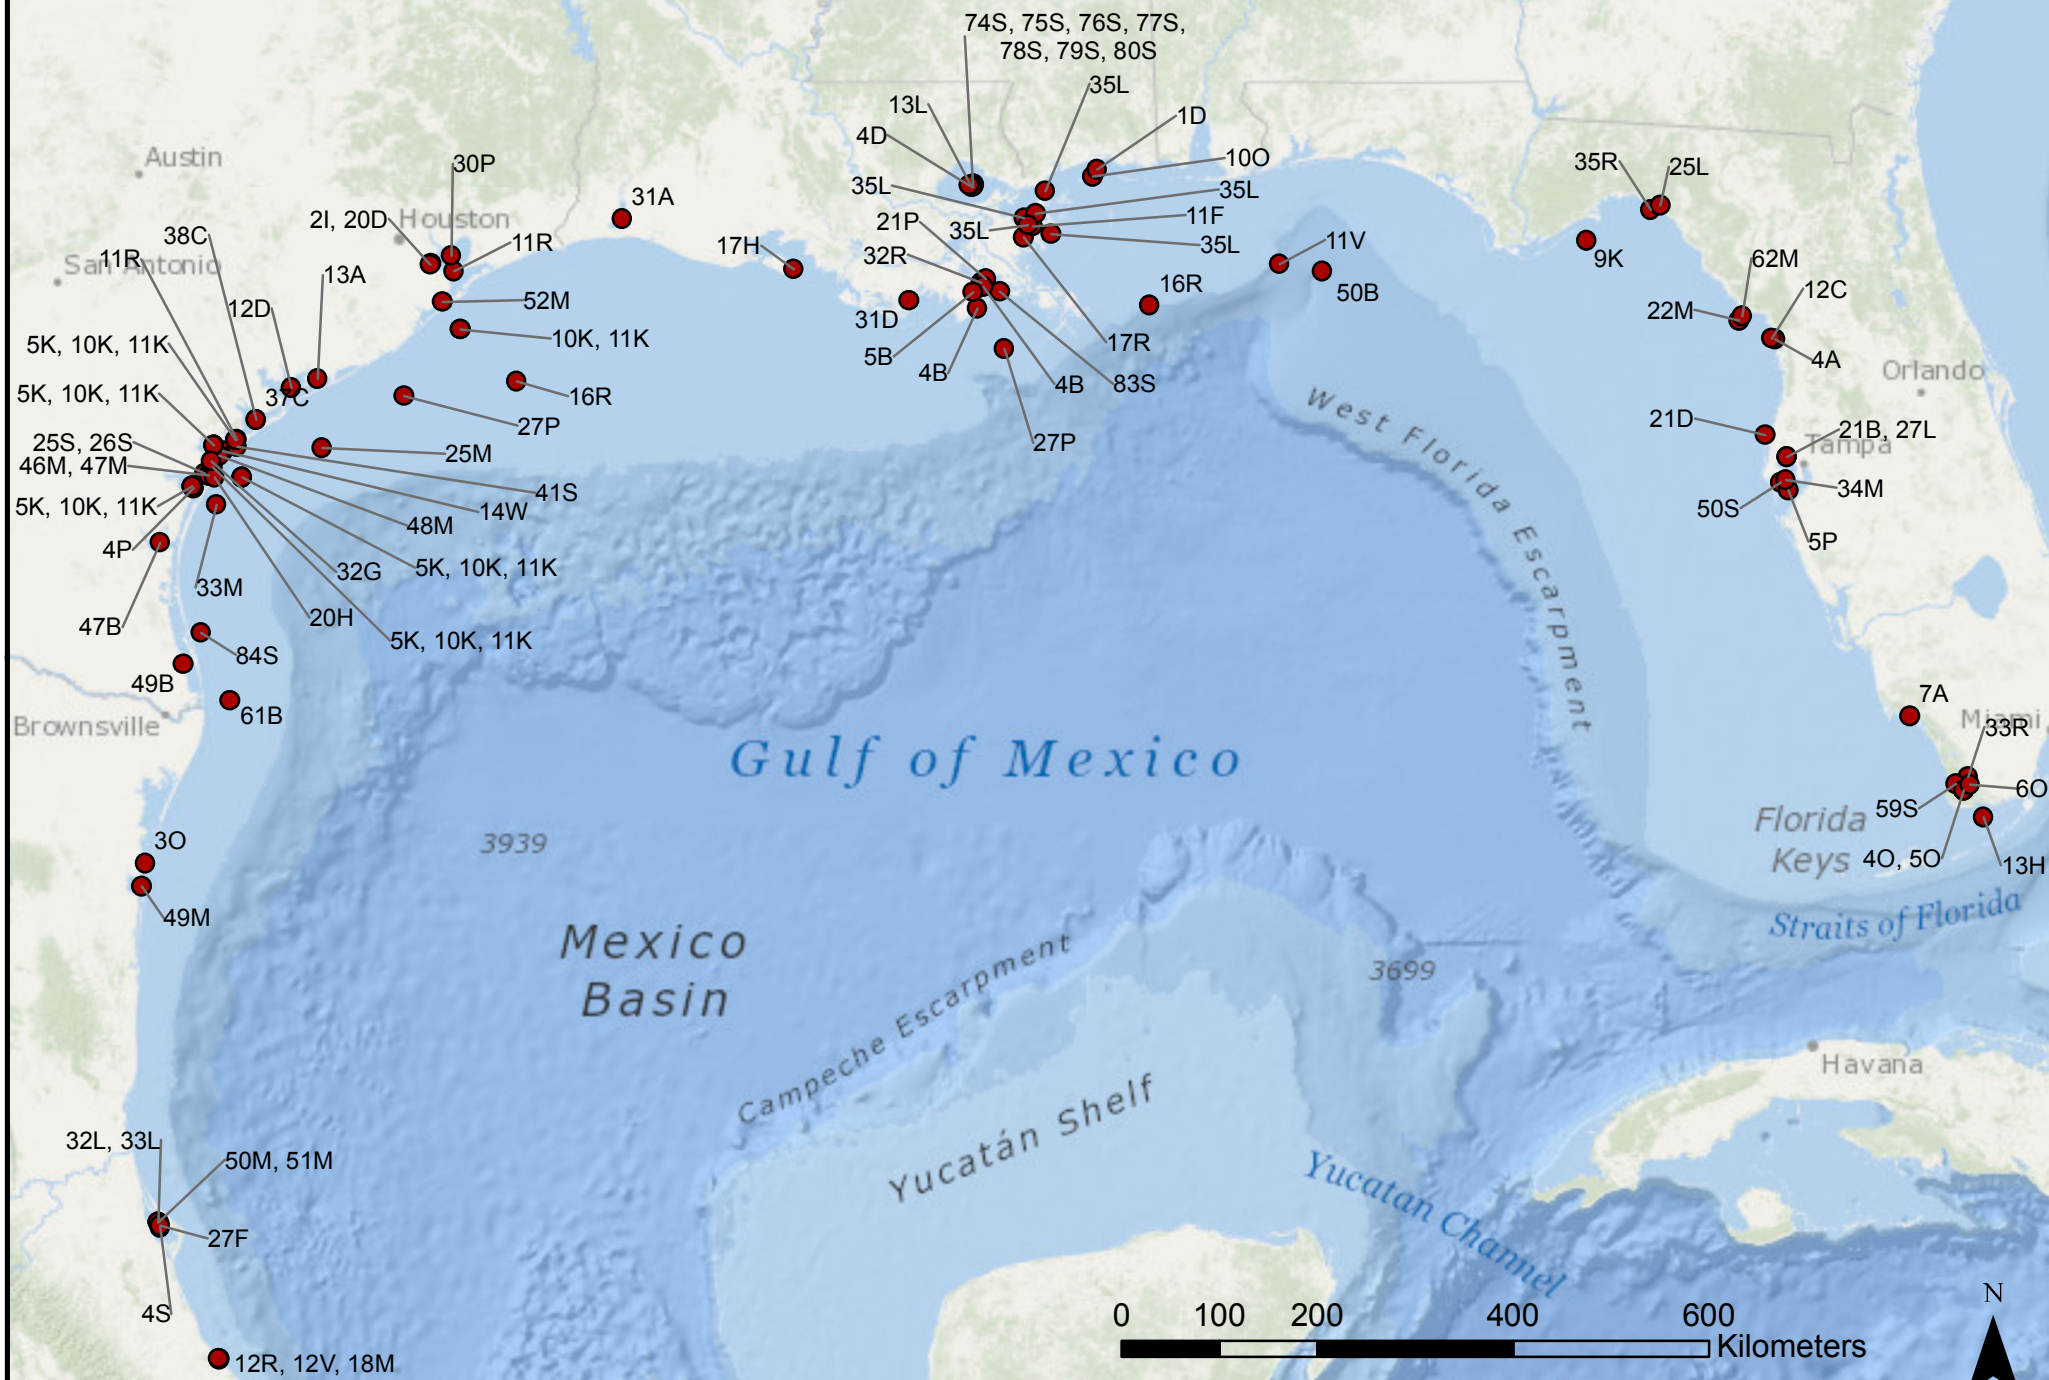 74S, 75S, 76S, 77S,
78S, 79S, 80S
35L
13L
1D
4D
Austin
10O
30P
35R
25L
35L
35L
31A
2I, 20D
Houston
11F
21P
38C
35L
11R
17H
35L
11V
32R
11R
San Antonio
9K
62M
13A
16R
50B
12C
52M
12D
31D
22M
10K, 11K
17R
5K, 10K, 11K
5B
4A
4B
4B
83S
Orlando
5K, 10K, 11K
37C
16R
West Florida Escarpment
27P
21D
21B, 27L
25S, 26S
27P
Tampa
25M
46M, 47M
41S
34M
5K, 10K, 11K
14W
50S
48M
4P
5P
32G
5K, 10K, 11K
33M
20H
47B
5K, 10K, 11K
84S
49B
7A
61B
Miami
Brownsville
33R
Gulf of Mexico
6O
59S
Florida
Keys
3O
3939
4O, 5O
13H
49M
Straits of Florida
Mexico
Basin
Campeche Escarpment
3699
Havana
32L, 33L
Yucatán Shelf
50M, 51M
Yucatan Channel
27F
4S
N
0 100 200 400 600
Kilometers
12R, 12V, 18M